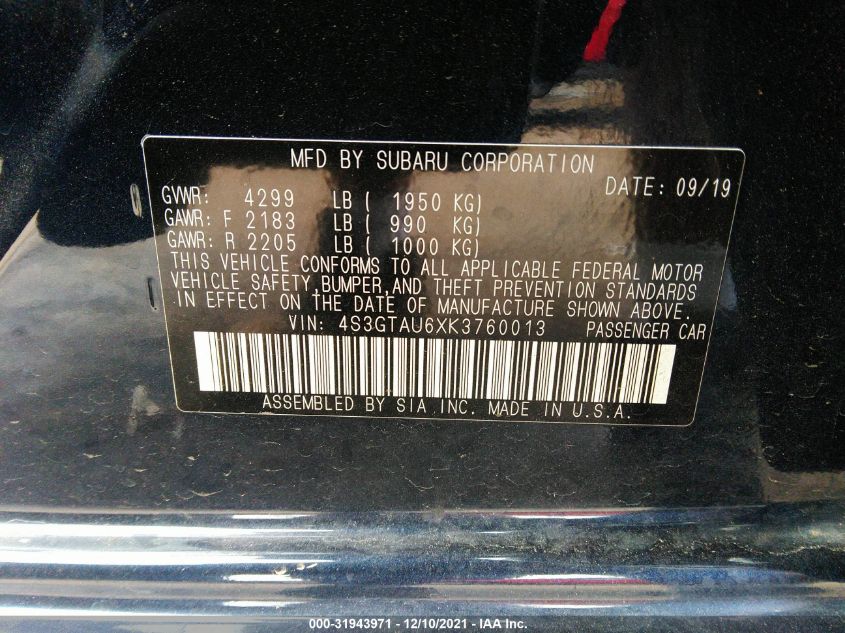 MFD BY SUBARU CORPORATION
DATE: 09/19
GVWR: 4299 LB ( 1950 KG)
GAWR: F 2183 LB ( 990 KG)
GAWR: R 2205 LB ( 1000 KG)
THIS VEHICLE CONFORMS TO ALL APPLICABLE FEDERAL MOTOR
VEHICLE SAFETY,BUMPER,AND THEFT PREVENTION STANDARDS
IN EFFECT ON THE DATE OF MANUFACTURE SHOWN ABOVE.
VIN: 4S3GTAU6XK3760013 PASSENGER CAR
ASSEMBLED BY SIA INC. MADE IN U.S.A.
000-31943971 - 12/10/2021 - IAA Inc.